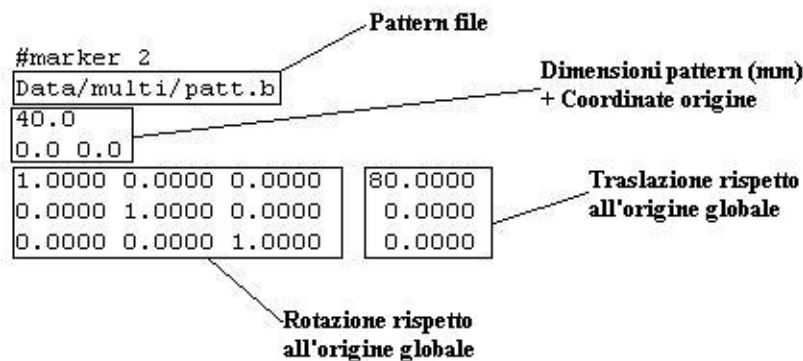 Pattern file
#marker 2
Data/multi/patt.b
Dimensioni pattern (mm)
+ Coordinate origine
40.0
0.0 0.0
1.0000 0.0000 0.0000 80.0000
0.0000 1.0000 0.0000 0.0000
0.0000 0.0000 1.0000 0.0000
Traslazione rispetto
all'origine globale
Rotazione rispetto
all'origine globale